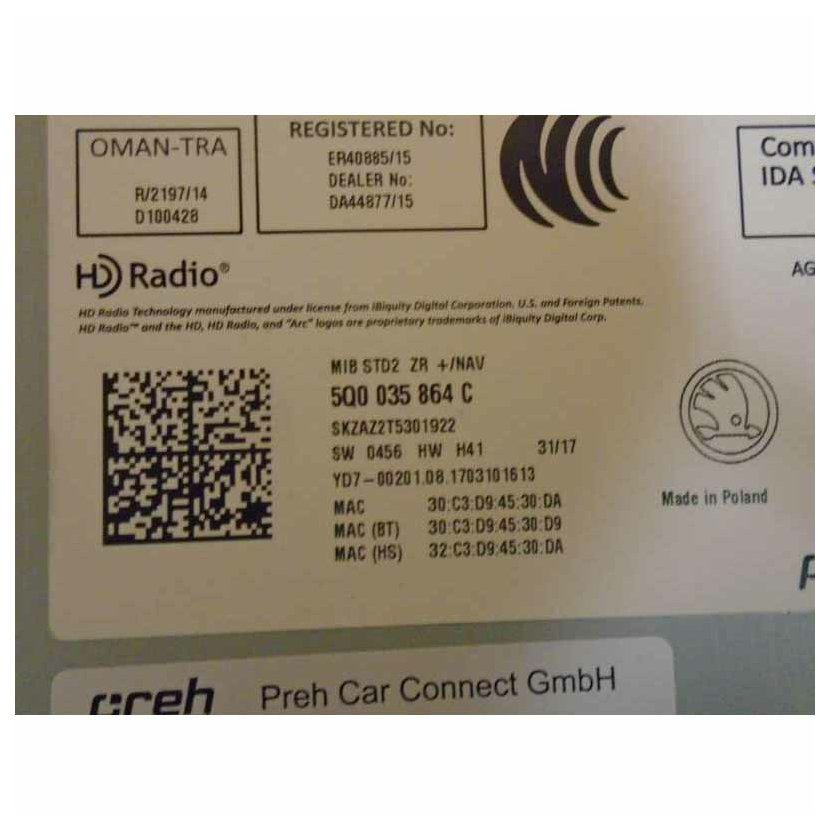 OMAN-TRA
R/2197/14
D100428
REGISTERED No:
ER40885/15
DEALER No:
DA44877/15
Com
IDA S
AG
HD Radio®
HD Radio Technology manufactured under license from iBiquity Digital Corporation. U.S. and Foreign Patents.
HD Radio™ and the HD, HD Radio, and "Arc" logos are proprietary trademarks of iBiquity Digital Corp.
MIB STD2 ZR +/NAV
5Q0 035 864 C
SKZAZ2T5301922
SW 0456 HW H41 31/17
YD7-00201.08.1703101613
MAC 30:C3:D9:45:30:DA
MAC (BT) 30:C3:D9:45:30:D9
MAC (HS) 32:C3:D9:45:30:DA
Made in Poland
preh Preh Car Connect GmbH